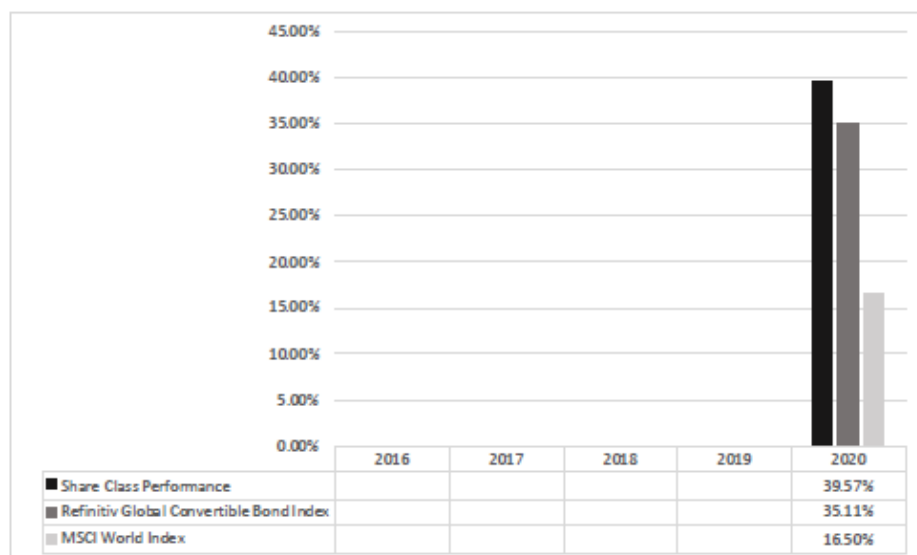 45.00%
40.00%
35.00%
30.00%
25.00%
20.00%
15.00%
10.00%
5.00%
0.00%
2016 2017 2018 2019 2020
Share Class Performance 39.57%
Refinitiv Global Convertible Bond Index 35.11%
MSCI World Index 16.50%